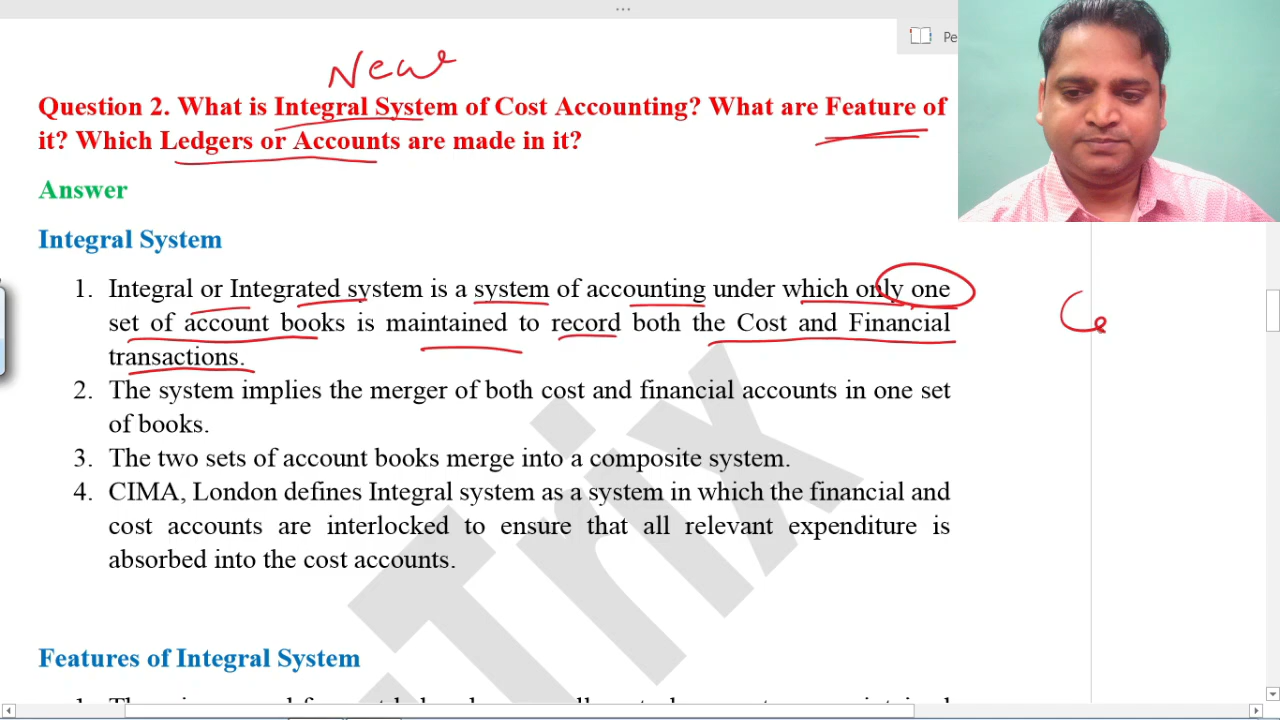 Pe
New
Question 2. What is Integral System of Cost Accounting? What are Feature of
it? Which Ledgers or Accounts are made in it?
Answer
Integral System
1. Integral or Integrated system is a system of accounting under which only one
set of account books is maintained to record both the Cost and Financial
transactions.
2. The system implies the merger of both cost and financial accounts in one set
of books.
3. The two sets of account books merge into a composite system.
4. CIMA, London defines Integral system as a system in which the financial and
cost accounts are interlocked to ensure that all relevant expenditure is
absorbed into the cost accounts.
Features of Integral System
Trix